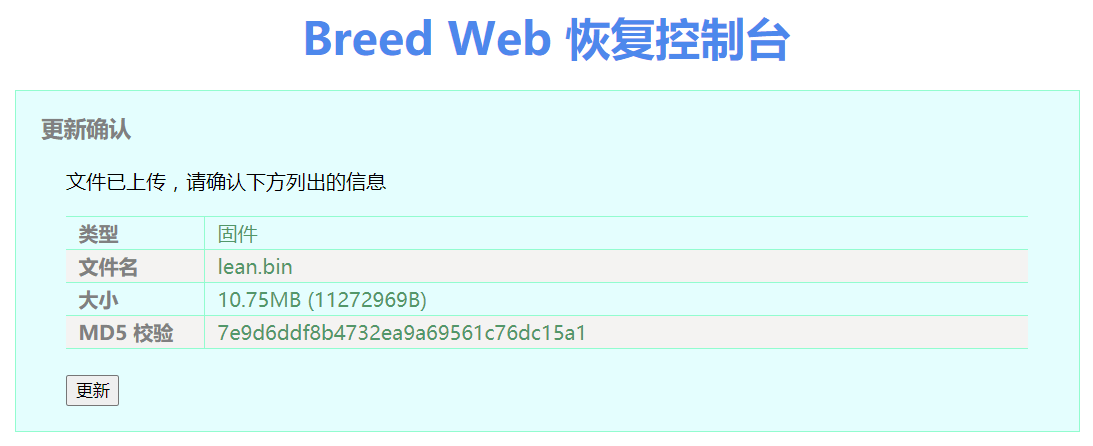 Breed Web 恢复控制台
更新确认
文件已上传，请确认下方列出的信息
类型 固件
文件名 lean.bin
大小 10.75MB (11272969B)
MD5 校验 7e9d6ddf8b4732ea9a69561c76dc15a1
更新